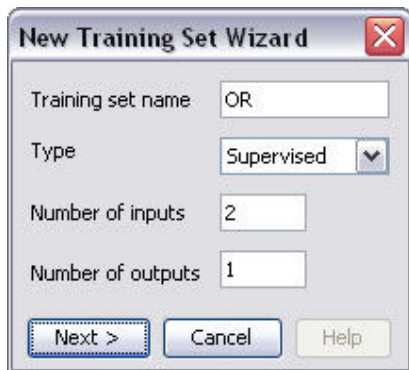 New Training Set Wizard
Training set name OR
Type Supervised
Number of inputs 2
Number of outputs 1
Next > Cancel Help